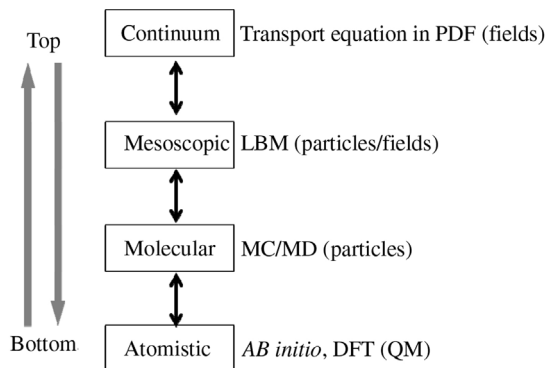 Continuum Transport equation in PDF (fields)
Top
Mesoscopic LBM (particles/fields)
Molecular MC/MD (particles)
Bottom
Atomistic AB initio, DFT (QM)